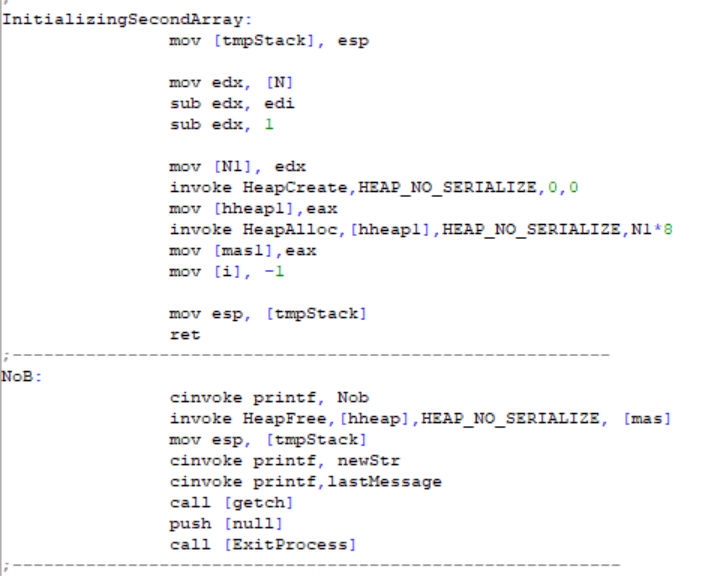 InitializingSecondArray:
mov [tmpStack], esp
mov edx, [N]
sub edx, edi
sub edx, 1
mov [N1], edx
invoke HeapCreate,HEAP_NO_SERIALIZE,0,0
mov [hheap1],eax
invoke HeapAlloc,[hheap1],HEAP_NO_SERIALIZE,N1*8
mov [mas1],eax
mov [i], -1
mov esp, [tmpStack]
ret
;---------------------------------------------------------
NoB:
cinvoke printf, Nob
invoke HeapFree,[hheap],HEAP_NO_SERIALIZE, [mas]
mov esp, [tmpStack]
cinvoke printf, newStr
cinvoke printf,lastMessage
call [getch]
push [null]
call [ExitProcess]
;----------------------------------------------------------